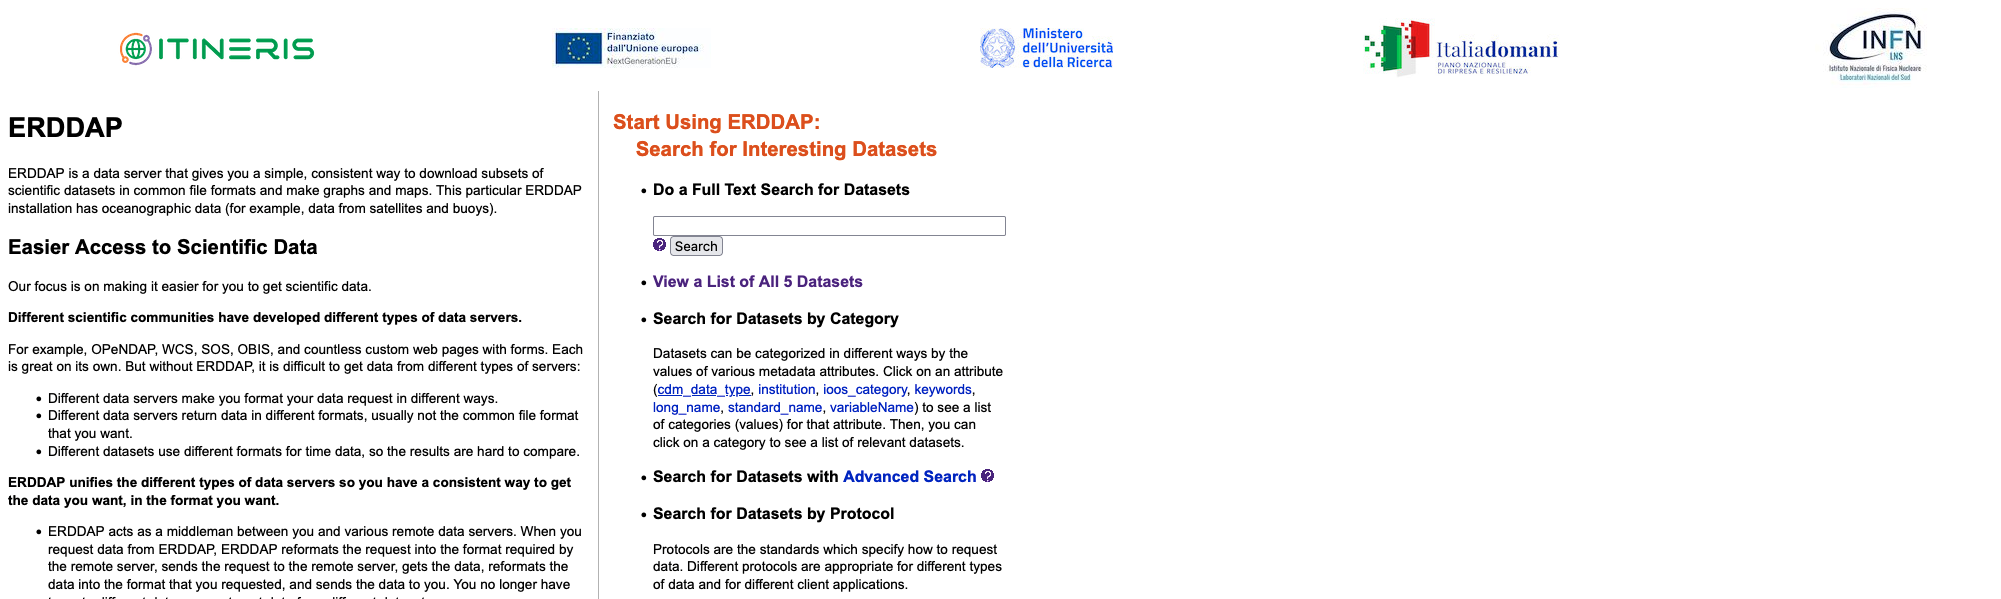 ITINERIS
Finanziato
dall'Unione europea
NextGenerationEU
Ministero
dell'Università
e della Ricerca
Italiadomani
PIANO NAZIONALE
DI RIPRESA E RESILIENZA
INFN
LNS
Istituto Nazionale di Fisica Nucleare
Laboratori Nazionali del Sud
ERDDAP
ERDDAP is a data server that gives you a simple, consistent way to download subsets of
scientific datasets in common file formats and make graphs and maps. This particular ERDDAP
installation has oceanographic data (for example, data from satellites and buoys).
Easier Access to Scientific Data
Our focus is on making it easier for you to get scientific data.
Different scientific communities have developed different types of data servers.
For example, OPeNDAP, WCS, SOS, OBIS, and countless custom web pages with forms. Each
is great on its own. But without ERDDAP, it is difficult to get data from different types of servers:
• Different data servers make you format your data request in different ways.
• Different data servers return data in different formats, usually not the common file format
that you want.
• Different datasets use different formats for time data, so the results are hard to compare.
ERDDAP unifies the different types of data servers so you have a consistent way to get
the data you want, in the format you want.
• ERDDAP acts as a middleman between you and various remote data servers. When you
request data from ERDDAP, ERDDAP reformats the request into the format required by
the remote server, sends the request to the remote server, gets the data, reformats the
data into the format that you requested, and sends the data to you. You no longer have
Start Using ERDDAP:
Search for Interesting Datasets
• Do a Full Text Search for Datasets
? Search
• View a List of All 5 Datasets
• Search for Datasets by Category
Datasets can be categorized in different ways by the
values of various metadata attributes. Click on an attribute
(cdm_data_type, institution, ioos_category, keywords,
long_name, standard_name, variableName) to see a list
of categories (values) for that attribute. Then, you can
click on a category to see a list of relevant datasets.
• Search for Datasets with Advanced Search ?
• Search for Datasets by Protocol
Protocols are the standards which specify how to request
data. Different protocols are appropriate for different types
of data and for different client applications.